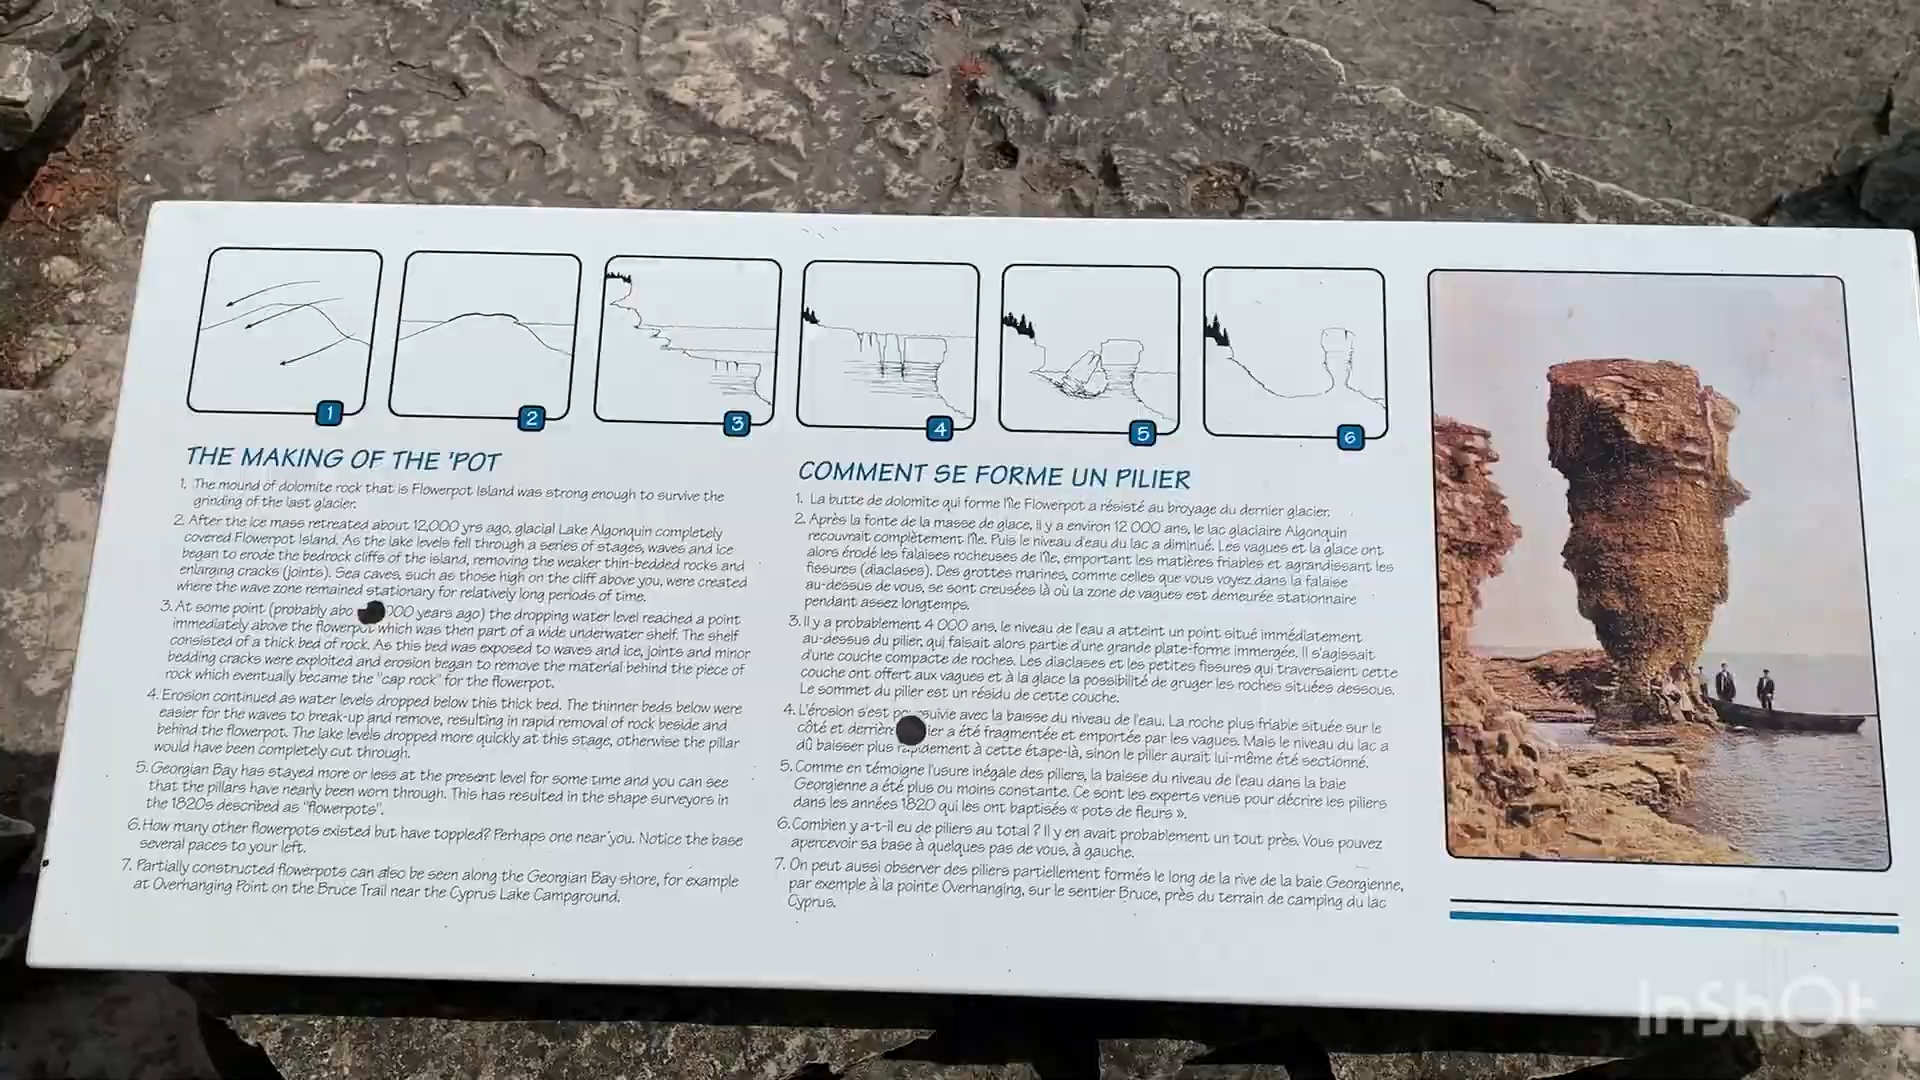 1
2
3
4
5
6
THE MAKING OF THE 'POT
1. The mound of dolomite rock that is Flowerpot Island was strong enough to survive the
grinding of the last glacier.
2. After the ice mass retreated about 12,000 yrs ago, glacial Lake Algonquin completely
covered Flowerpot Island. As the lake levels fell through a series of stages, waves and ice
began to erode the bedrock cliffs of the island, removing the weaker thin-bedded rocks and
enlarging cracks (joints). Sea caves, such as those high on the cliff above you, were created
where the wave zone remained stationary for relatively long periods of time.
3. At some point (probably abo 000 years ago) the dropping water level reached a point
immediately above the flowerpot which was then part of a wide underwater shelf. The shelf
consisted of a thick bed of rock. As this bed was exposed to waves and ice, joints and minor
bedding cracks were exploited and erosion began to remove the material behind the piece of
rock which eventually became the "cap rock" for the flowerpot.
4. Erosion continued as water levels dropped below this thick bed. The thinner beds below were
easier for the waves to break-up and remove, resulting in rapid removal of rock beside and
behind the flowerpot. The lake levels dropped more quickly at this stage, otherwise the pillar
would have been completely cut through.
5. Georgian Bay has stayed more or less at the present level for some time and you can see
that the pillars have nearly been worn through. This has resulted in the shape surveyors in
the 1820s described as "flowerpots".
6. How many other flowerpots existed but have toppled? Perhaps one near you. Notice the base
several paces to your left.
7. Partially constructed flowerpots can also be seen along the Georgian Bay shore, for example
at Overhanging Point on the Bruce Trail near the Cyprus Lake Campground.
COMMENT SE FORME UN PILIER
1. La butte de dolomite qui forme l'île Flowerpot a résisté au broyage du dernier glacier.
2. Après la fonte de la masse de glace, il y a environ 12 000 ans, le lac glaciaire Algonquin
recouvrait complètement l'île. Puis le niveau d'eau du lac a diminué. Les vagues et la glace ont
alors érodé les falaises rocheuses de l'île, emportant les matières friables et agrandissant les
fissures (diaclases). Des grottes marines, comme celles que vous voyez dans la falaise
au-dessus de vous, se sont creusées là où la zone de vagues est demeurée stationnaire
pendant assez longtemps.
3. Il y a probablement 4 000 ans, le niveau de l'eau a atteint un point situé immédiatement
au-dessus du pilier, qui faisait alors partie d'une grande plate-forme immergée. Il s'agissait
d'une couche compacte de roches. Les diaclases et les petites fissures qui traversaient cette
couche ont offert aux vagues et à la glace la possibilité de gruger les roches situées dessous.
Le sommet du pilier est un résidu de cette couche.
4. L'érosion s'est po suivie avec la baisse du niveau de l'eau. La roche plus friable située sur le
côté et derrière ier a été fragmentée et emportée par les vagues. Mais le niveau du lac a
dû baisser plus rapidement à cette étape-là, sinon le pilier aurait lui-même été sectionné.
5. Comme en témoigne l'usure inégale des piliers, la baisse du niveau de l'eau dans la baie
Georgienne a été plus ou moins constante. Ce sont les experts venus pour décrire les piliers
dans les années 1820 qui les ont baptisés « pots de fleurs ».
6. Combien y a-t-il eu de piliers au total ? Il y en avait probablement un tout près. Vous pouvez
apercevoir sa base à quelques pas de vous, à gauche.
7. On peut aussi observer des piliers partiellement formés le long de la rive de la baie Georgienne,
par exemple à la pointe Overhanging, sur le sentier Bruce, près du terrain de camping du lac
Cyprus.
InShOt